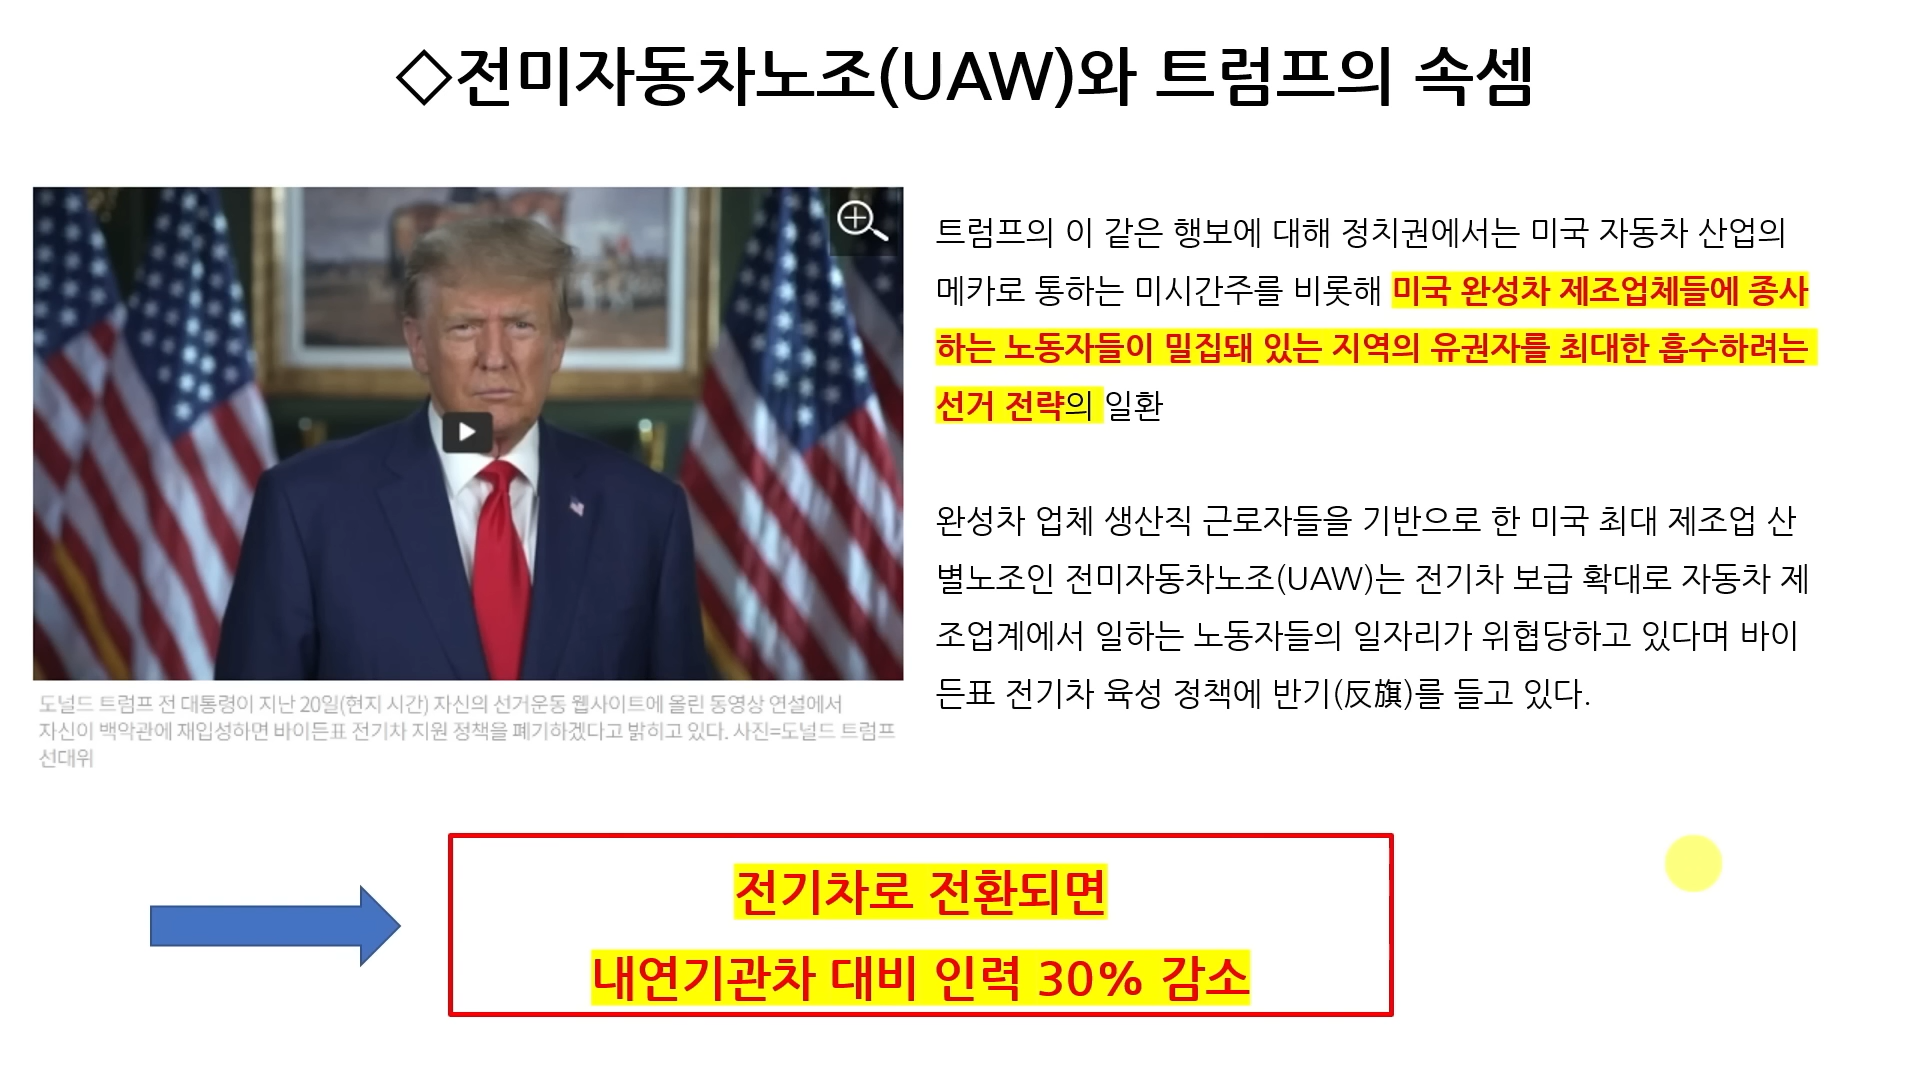 ◇전미자동차노조(UAW)와 트럼프의 속셈
트럼프의 이 같은 행보에 대해 정치권에서는 미국 자동차 산업의
메카로 통하는 미시간주를 비롯해 미국 완성차 제조업체들에 종사
하는 노동자들이 밀집돼 있는 지역의 유권자를 최대한 흡수하려는
선거 전략의 일환
완성차 업체 생산직 근로자들을 기반으로 한 미국 최대 제조업 산
별노조인 전미자동차노조(UAW)는 전기차 보급 확대로 자동차 제
조업계에서 일하는 노동자들의 일자리가 위협당하고 있다며 바이
든표 전기차 육성 정책에 반기(反旗)를 들고 있다.
도널드 트럼프 전 대통령이 지난 20일(현지 시간) 자신의 선거운동 웹사이트에 올린 동영상 연설에서
자신이 백악관에 재입성하면 바이든표 전기차 지원 정책을 폐기하겠다고 밝히고 있다. 사진=도널드 트럼프
선대위
전기차로 전환되면
내연기관차 대비 인력 30% 감소